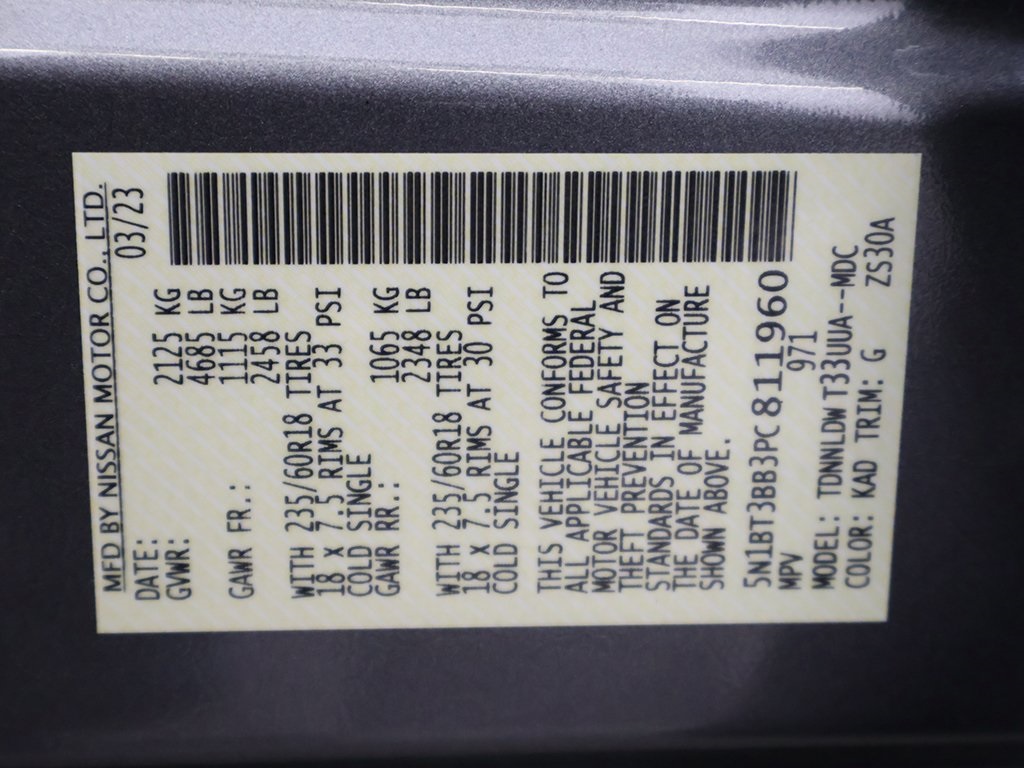 MFD BY NISSAN MOTOR CO., LTD.
DATE: 03/23
GVWR: 2125 KG
4685 LB
GAWR FR.: 1115 KG
2458 LB
WITH 235/60R18 TIRES
18 X 7.5 RIMS AT 33 PSI
COLD SINGLE
GAWR RR.: 1065 KG
2348 LB
WITH 235/60R18 TIRES
18 X 7.5 RIMS AT 30 PSI
COLD SINGLE
THIS VEHICLE CONFORMS TO
ALL APPLICABLE FEDERAL
MOTOR VEHICLE SAFETY AND
THEFT PREVENTION
STANDARDS IN EFFECT ON
THE DATE OF MANUFACTURE
SHOWN ABOVE.
5N1BT3BB3PC811960
MPV 971
MODEL: TDNNLDWT33UUA--MDC
COLOR: KAD TRIM: G ZS30A